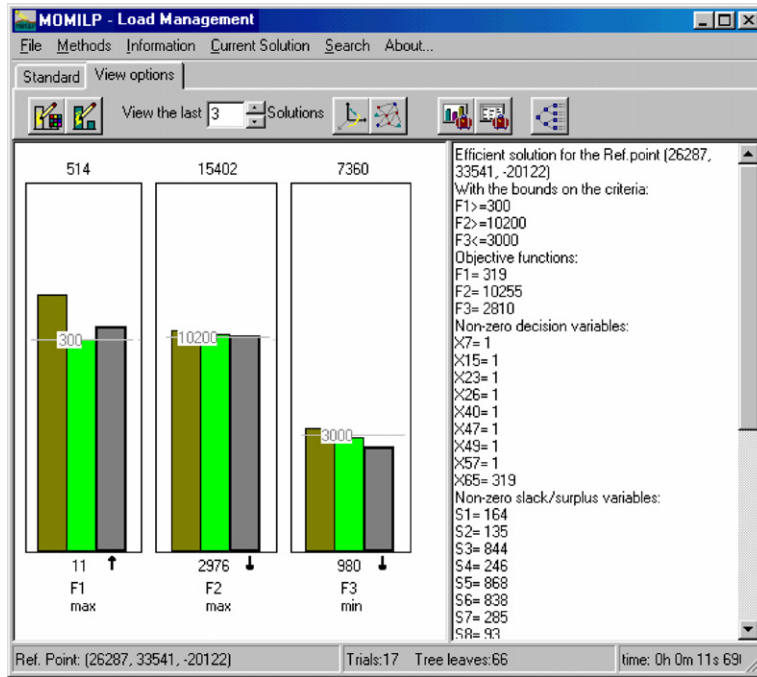 MOMILP - Load Management
File Methods Information Current Solution Search About...
Standard View options
View the last 3 Solutions
514 15402 7360
300 10200 3000
11 2976 980
F1 F2 F3
max max min
Efficient solution for the Ref.point (26287,
33541, -20122)
With the bounds on the criteria:
F1>=300
F2>=10200
F3<=3000
Objective functions:
F1= 319
F2= 10255
F3= 2810
Non-zero decision variables:
X7= 1
X15= 1
X23= 1
X26= 1
X40= 1
X47= 1
X49= 1
X57= 1
X65= 319
Non-zero slack/surplus variables:
S1= 164
S2= 135
S3= 844
S4= 246
S5= 868
S6= 838
S7= 285
S8= 93
Ref. Point: (26287, 33541, -20122) Trials:17 Tree leaves:66 time: 0h 0m 11s